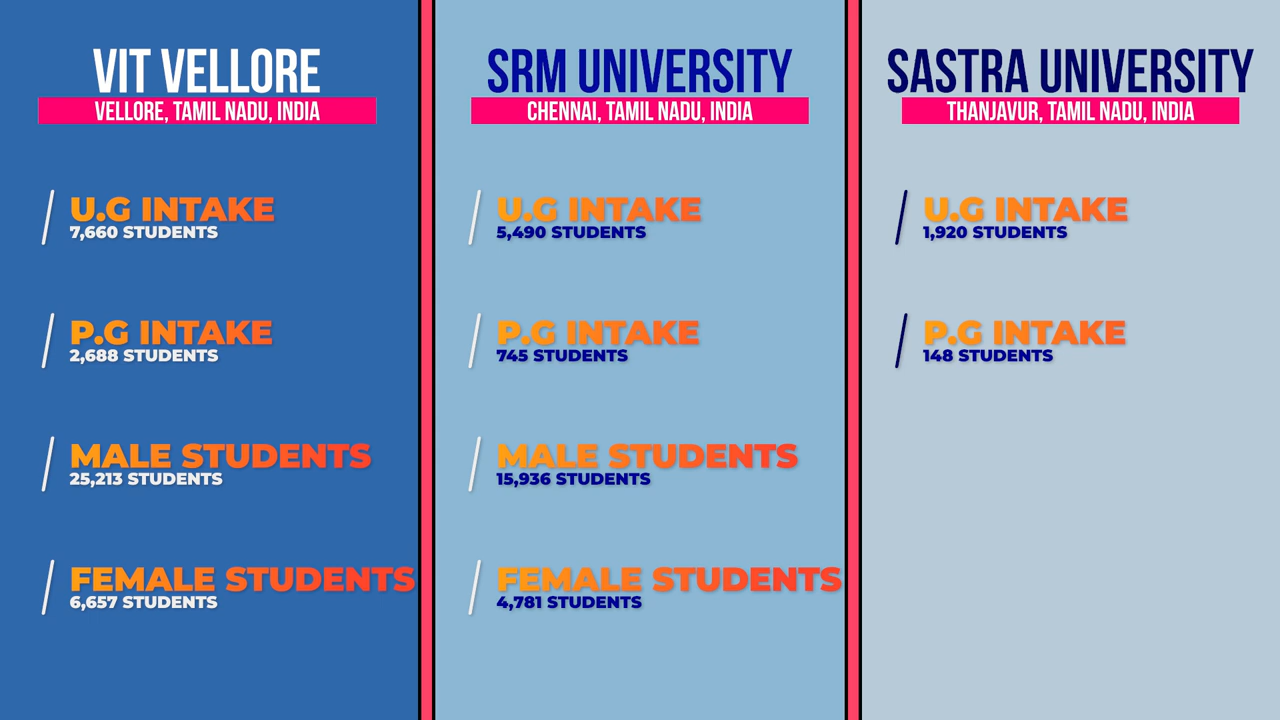 VIT VELLORE
VELLORE, TAMIL NADU, INDIA
U.G INTAKE
7,660 STUDENTS
P.G INTAKE
2,688 STUDENTS
MALE STUDENTS
25,213 STUDENTS
FEMALE STUDENTS
6,657 STUDENTS
SRM UNIVERSITY
CHENNAI, TAMIL NADU, INDIA
U.G INTAKE
5,490 STUDENTS
P.G INTAKE
745 STUDENTS
MALE STUDENTS
15,936 STUDENTS
FEMALE STUDENTS
4,781 STUDENTS
SASTRA UNIVERSITY
THANJAVUR, TAMIL NADU, INDIA
U.G INTAKE
1,920 STUDENTS
P.G INTAKE
148 STUDENTS